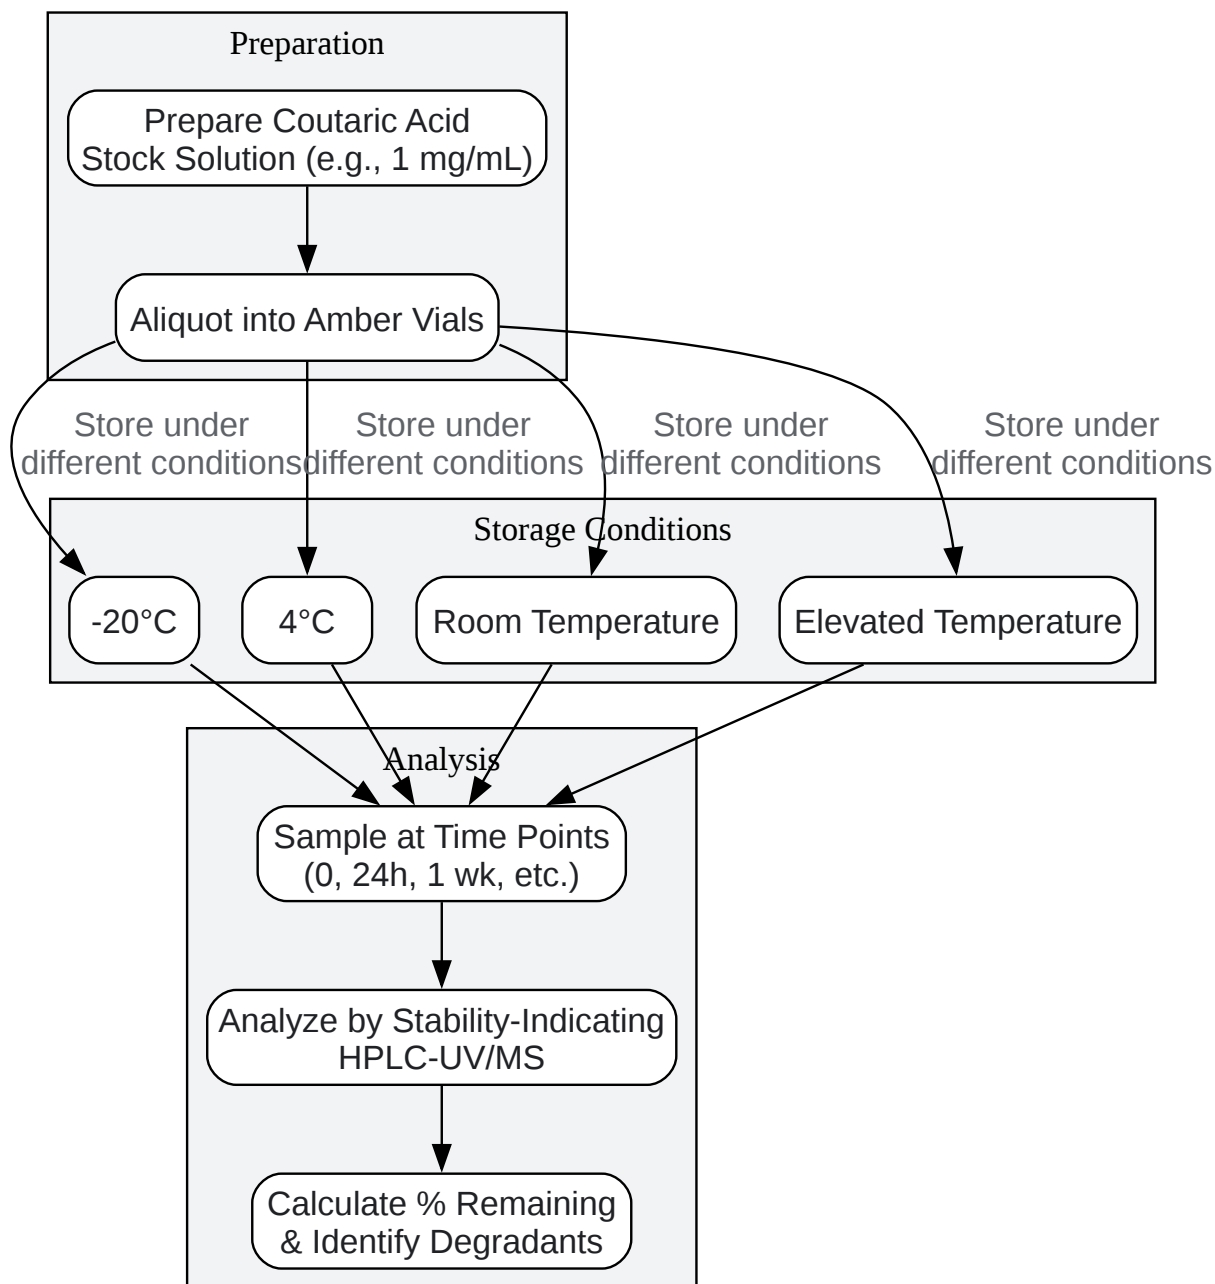 Preparation
Prepare Coutaric Acid
Stock Solution (e.g., 1 mg/mL)
Aliquot into Amber Vials
Store under
different conditions
Store under
different conditions
Store under
different conditions
Store under
different conditions
Storage Conditions
-20°C
4°C
Room Temperature
Elevated Temperature
Analysis
Sample at Time Points
(0, 24h, 1 wk, etc.)
Analyze by Stability-Indicating
HPLC-UV/MS
Calculate % Remaining
& Identify Degradants